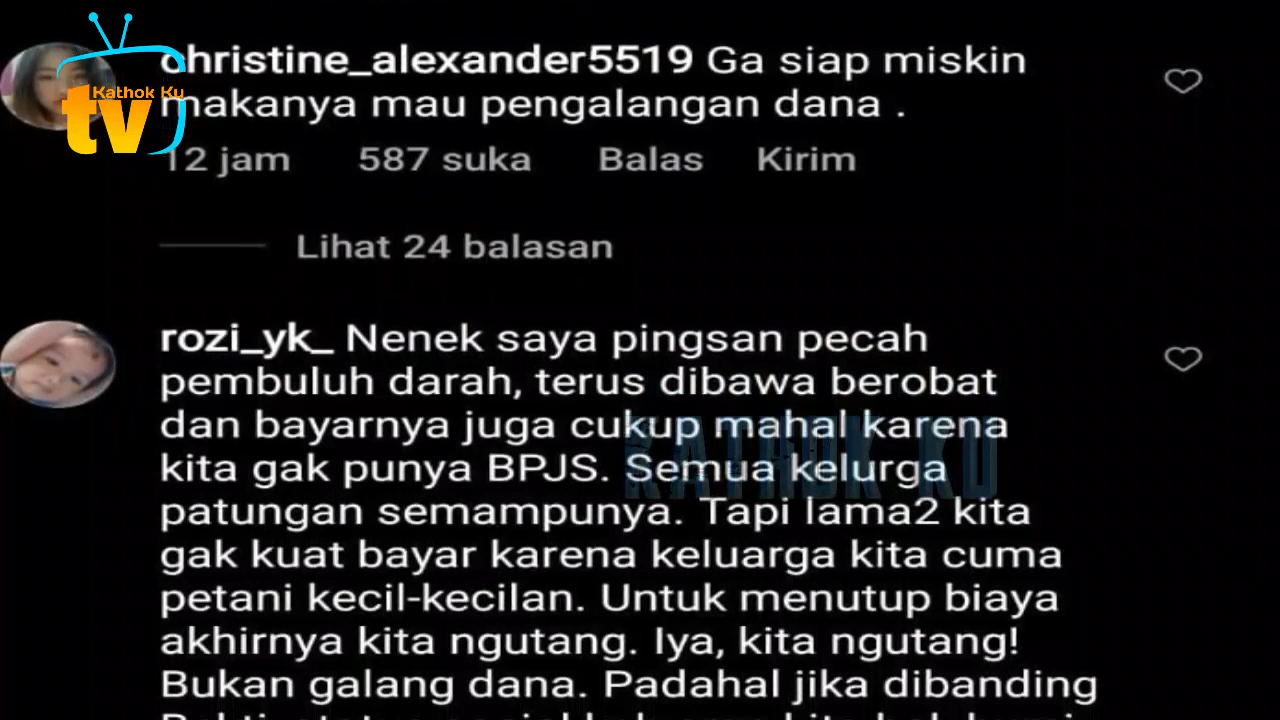 christine_alexander5519 Ga siap miskin
makanya mau pengalangan dana .
12 jam 587 suka Balas Kirim
Lihat 24 balasan
rozi_yk_ Nenek saya pingsan pecah
pembuluh darah, terus dibawa berobat
dan bayarnya juga cukup mahal karena
kita gak punya BPJS. Semua kelurga
patungan semampunya. Tapi lama2 kita
gak kuat bayar karena keluarga kita cuma
petani kecil-kecilan. Untuk menutup biaya
akhirnya kita ngutang. Iya, kita ngutang!
Bukan galang dana. Padahal jika dibanding
Kathok Ku
tv
KATHOK KU